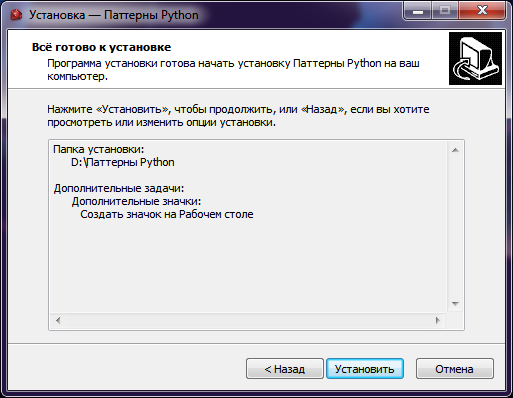 Установка — Паттерны Python
Всё готово к установке
Программа установки готова начать установку Паттерны Python на ваш
компьютер.
Нажмите «Установить», чтобы продолжить, или «Назад», если вы хотите
просмотреть или изменить опции установки.
Папка установки:
D:\Паттерны Python
Дополнительные задачи:
Дополнительные значки:
Создать значок на Рабочем столе
< Назад
Установить
Отмена